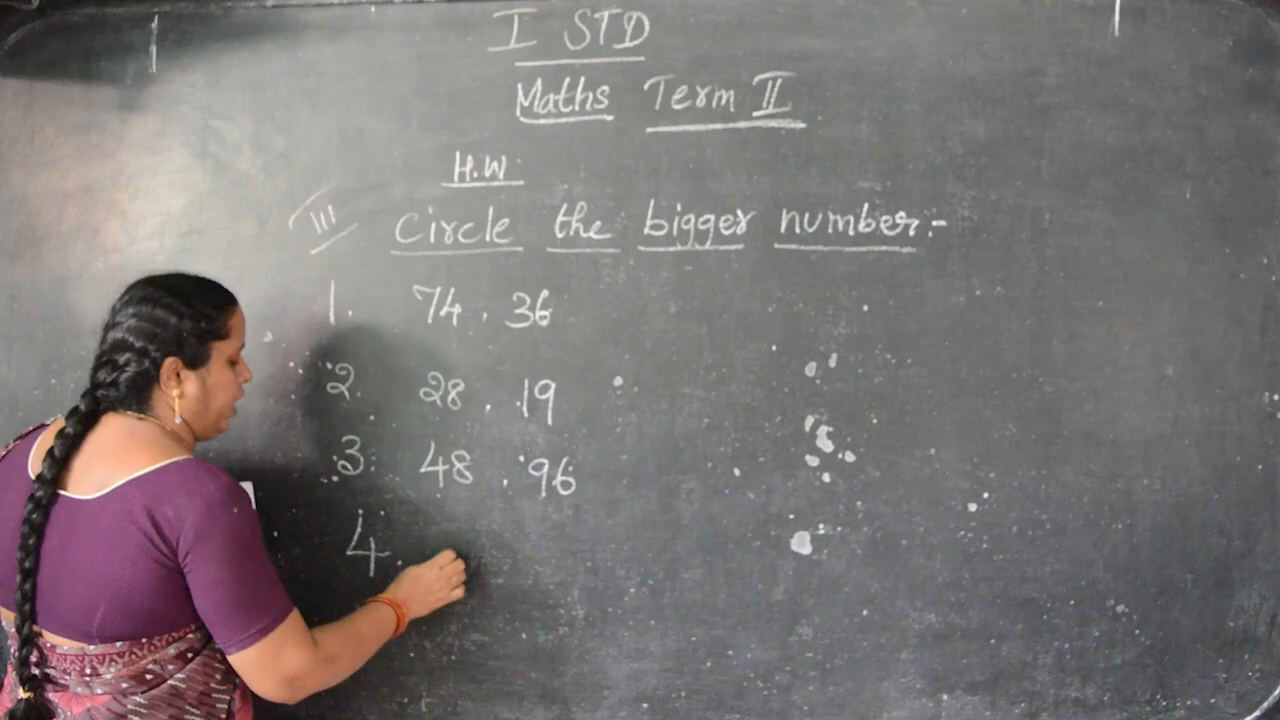 I STD
Maths Term II
H.W.
III Circle the bigger number:-
1. 74, 36
2. 28, 19
3. 48, 96
4.